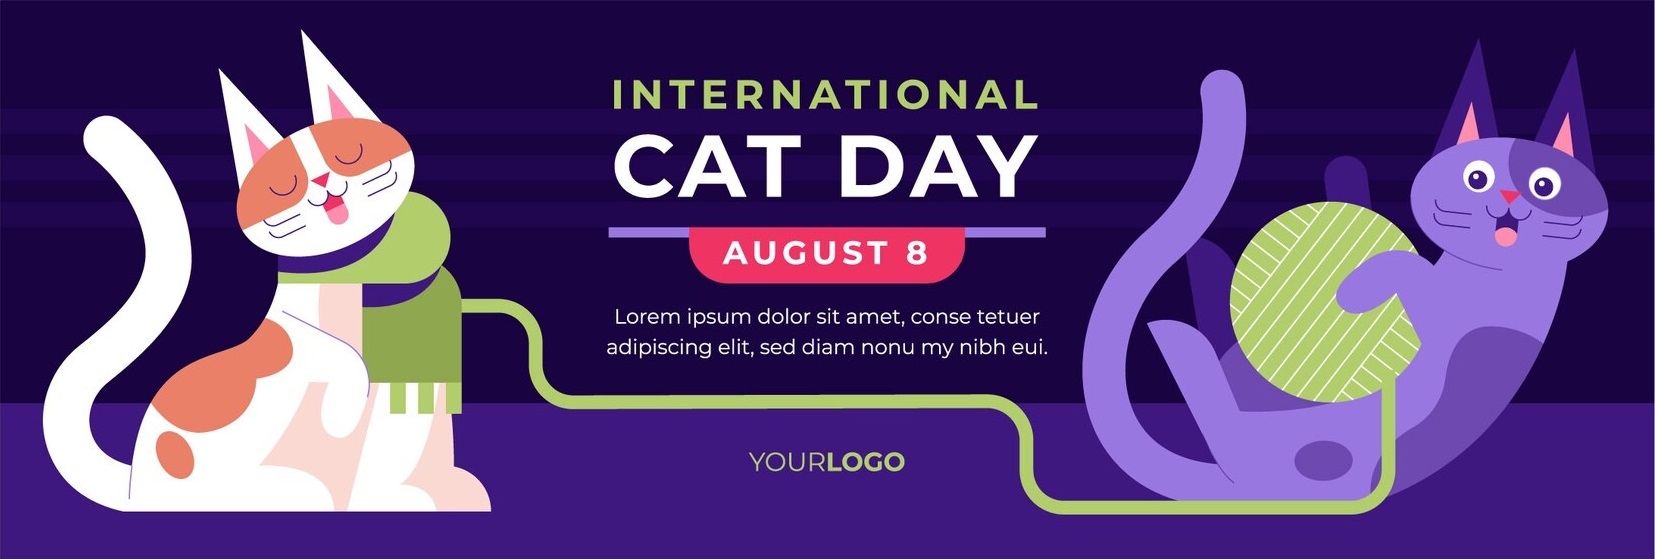 INTERNATIONAL
CAT DAY
AUGUST 8
Lorem ipsum dolor sit amet, conse tetuer
adipiscing elit, sed diam nonu my nibh eui.
YOURLOGO